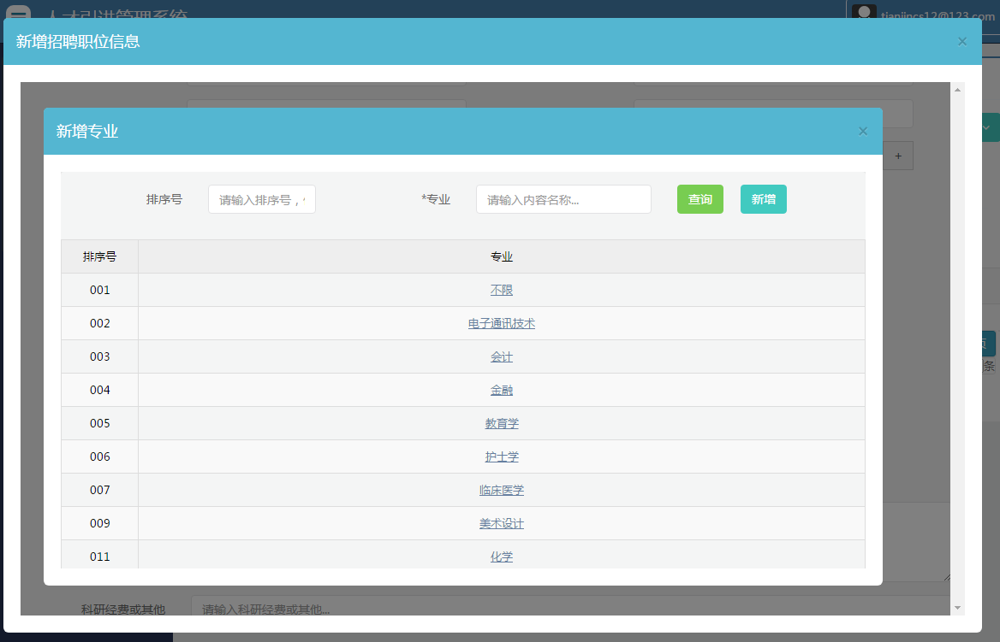 人才引进管理系统
tianjincs12@123.com
新增招聘职位信息
×
新增专业
×
+
排序号
请输入排序号，
*专业
请输入内容名称...
查询
新增
排序号
专业
001
不限
002
电子通讯技术
003
会计
004
金融
005
教育学
006
护士学
007
临床医学
009
美术设计
011
化学
页
条
科研经费或其他
请输入科研经费或其他...